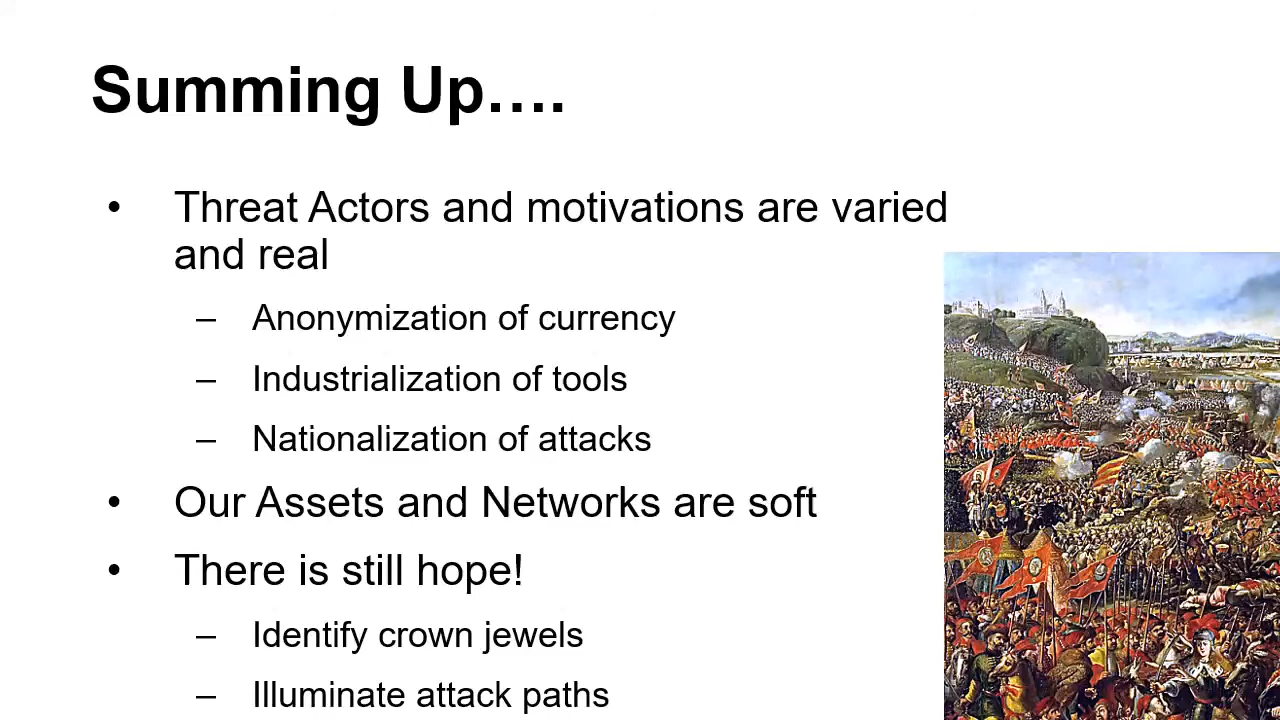 Summing Up….
• Threat Actors and motivations are varied
and real
– Anonymization of currency
– Industrialization of tools
– Nationalization of attacks
• Our Assets and Networks are soft
• There is still hope!
– Identify crown jewels
– Illuminate attack paths